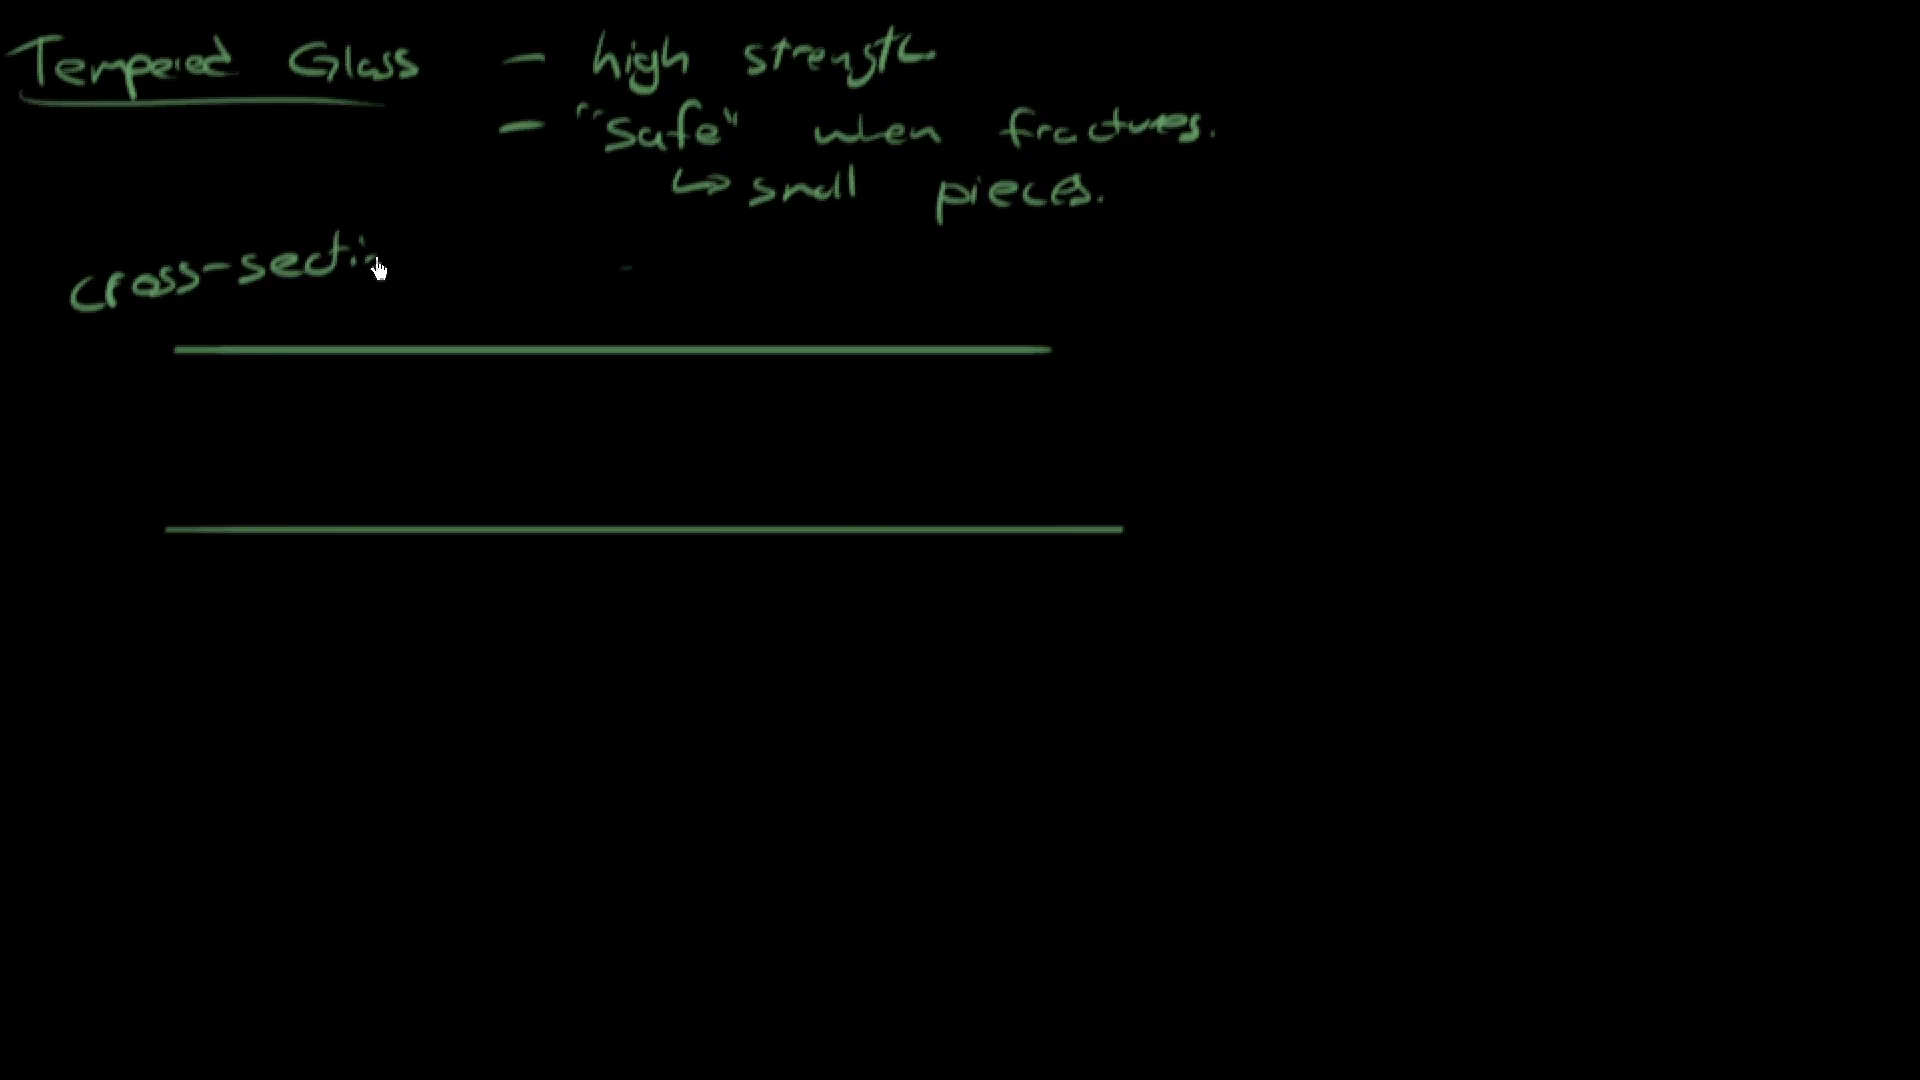 Tempered Glass - high strength
- "Safe" when fractures.
↳ small pieces.
cross-secti